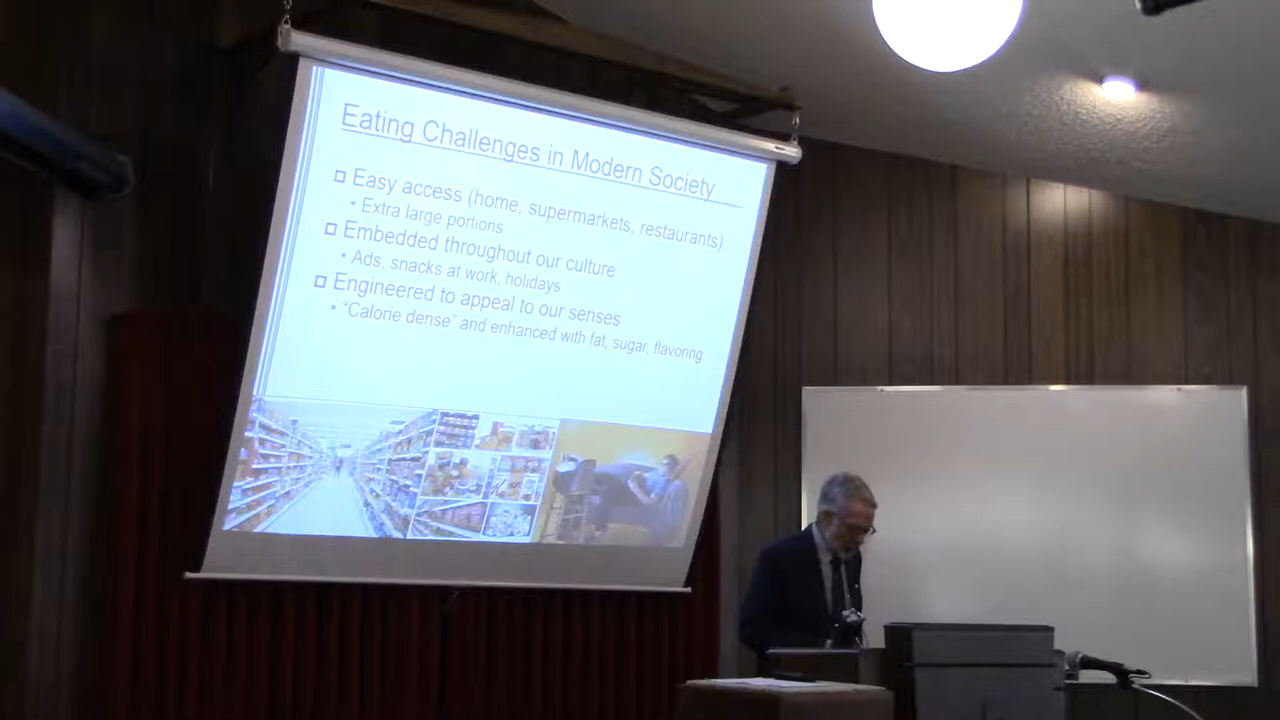 Eating Challenges in Modern Society
Easy access (home, supermarkets, restaurants)
• Extra large portions
Embedded throughout our culture
• Ads, snacks at work, holidays
Engineered to appeal to our senses
• “Calorie dense” and enhanced with fat, sugar, flavoring